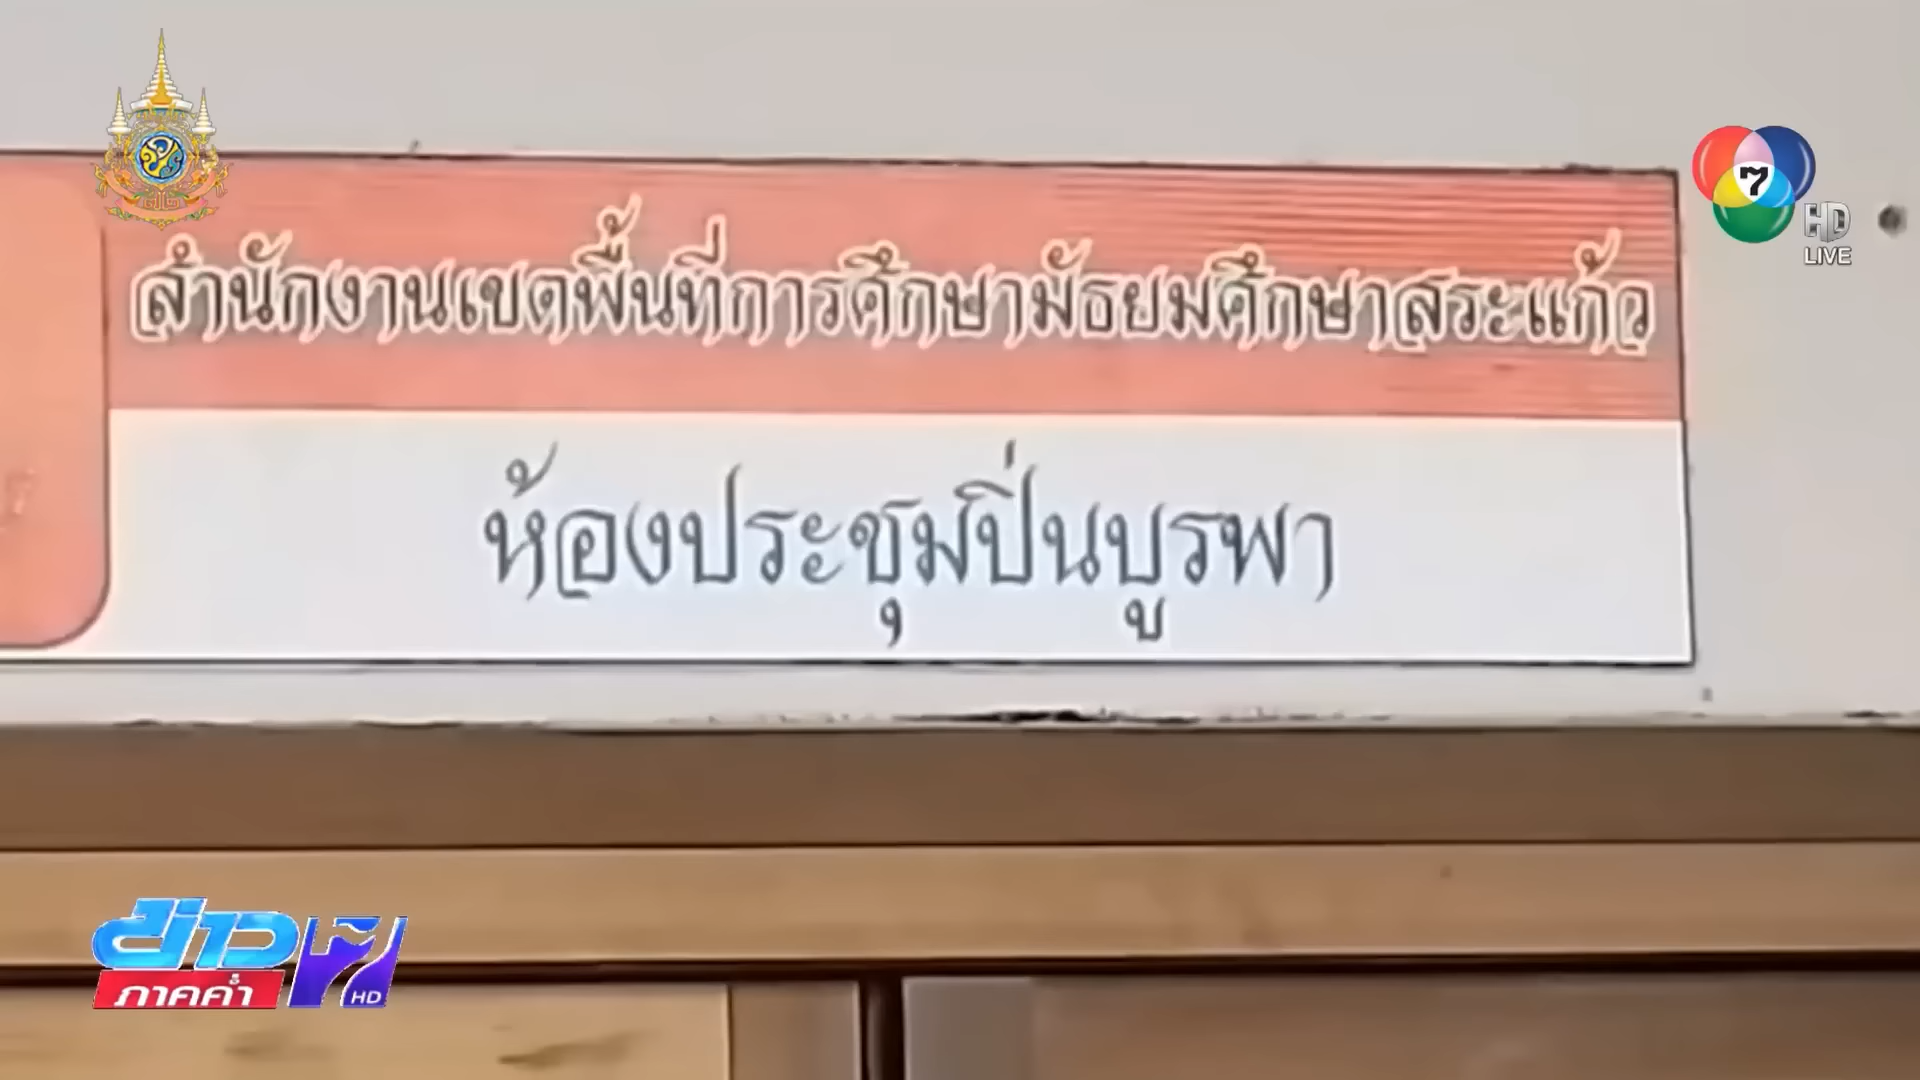 7
HD
LIVE
สำนักงานเขตพื้นที่การศึกษามัธยมศึกษาสระแก้ว
ห้องประชุมปิ่นบูรพา
ข่าว 7
ภาคค่ำ HD